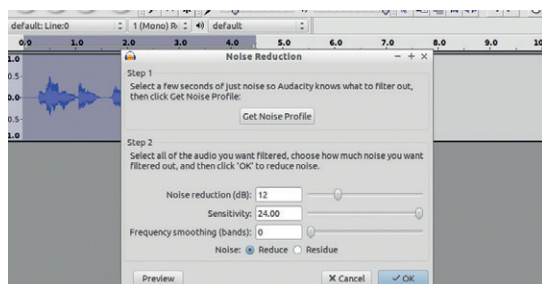 default: Line:0 1 (Mono) R default
0.0 1.0 2.0 3.0 4.0 5.0 6.0 7.0 8.0 9.0 10
1.0
0.5
0.0
0.5
1.0
Noise Reduction
Step 1
Select a few seconds of just noise so Audacity knows what to filter out,
then click Get Noise Profile:
Get Noise Profile
Step 2
Select all of the audio you want filtered, choose how much noise you want
filtered out, and then click 'OK' to reduce noise.
Noise reduction (dB): 12
Sensitivity: 24.00
Frequency smoothing (bands): 0
Noise: Reduce Residue
Preview Cancel OK